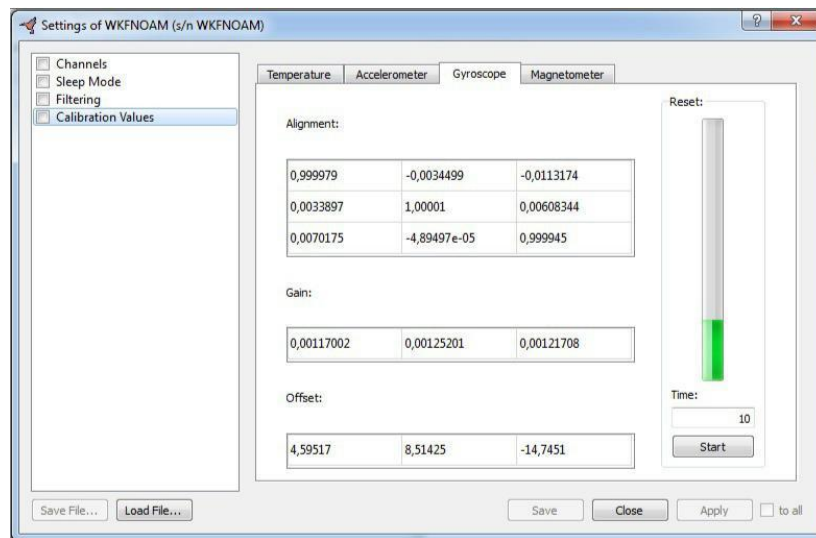 Settings of WKFNOAM (s/n WKFNOAM)
Channels
Sleep Mode
Filtering
Calibration Values
Temperature Accelerometer Gyroscope Magnetometer
Alignment:
0,999979 -0,0034499 -0,0113174
0,0033897 1,00001 0,00608344
0,0070175 -4,89497e-05 0,999945
Gain:
0,00117002 0,00125201 0,00121708
Offset:
4,59517 8,51425 -14,7451
Reset:
Time:
10
Start
Save File... Load File... Save Close Apply to all